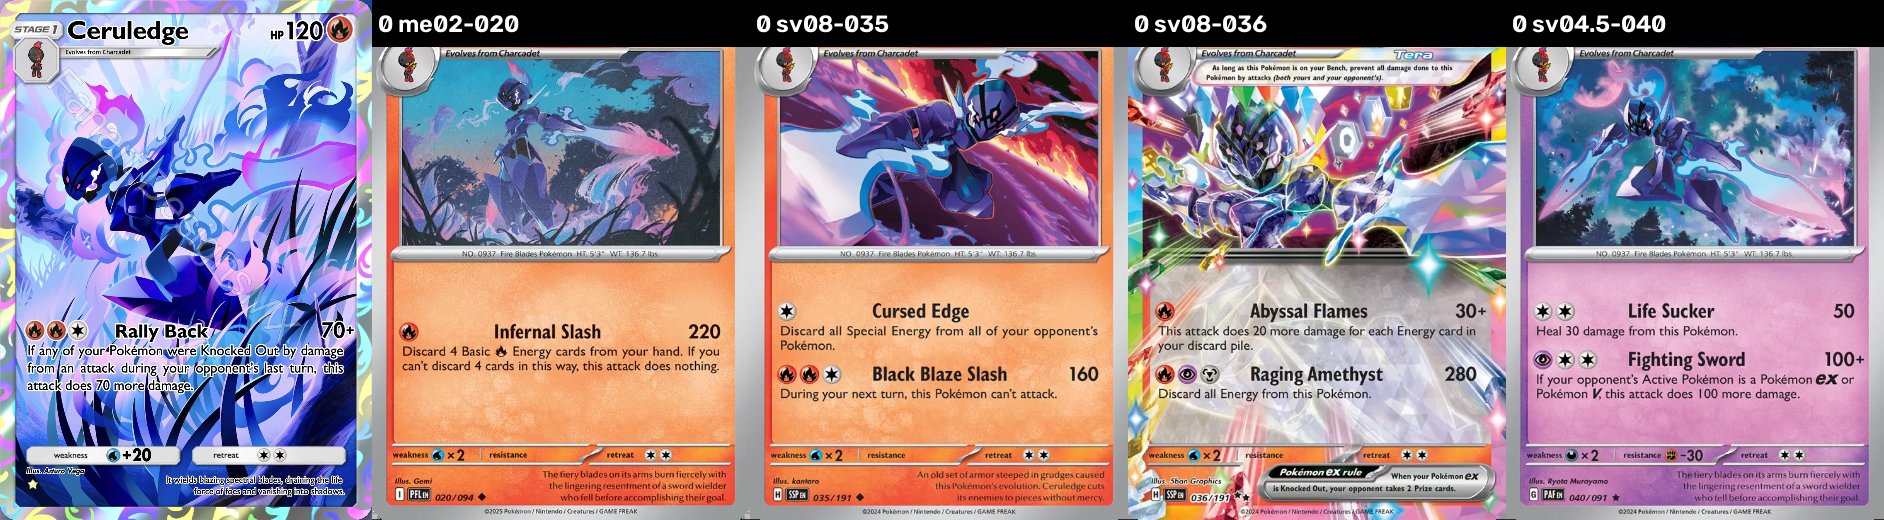 STAGE 1 Ceruledge HP 120
Evolves from Charcadet
Rally Back 70+
If any of your Pokémon were Knocked Out by damage
from an attack during your opponent's last turn, this
attack does 70 more damage.
weakness +20 retreat
Illus. Arturo Vega
It wields blazing spectral blades, draining the life
force of foes and vanishing into shadows.
0 me02-020
Evolves from Charcadet
NO. 0937 Fire Blades Pokémon HT: 5'3" WT: 136.7 lbs.
Infernal Slash 220
Discard 4 Basic Energy cards from your hand. If you
can't discard 4 cards in this way, this attack does nothing.
weakness ×2 resistance retreat
Illus. Gemi
The fiery blades on its arms burn fiercely with
the lingering resentment of a sword wielder
who fell before accomplishing their goal.
I PFL EN 020/094
©2025 Pokémon / Nintendo / Creatures / GAME FREAK
0 sv08-035
Evolves from Charcadet
NO. 0937 Fire Blades Pokémon HT: 5'3" WT: 136.7 lbs.
Cursed Edge
Discard all Special Energy from all of your opponent's
Pokémon.
Black Blaze Slash 160
During your next turn, this Pokémon can't attack.
weakness ×2 resistance retreat
Illus. kantaro
An old set of armor steeped in grudges caused
this Pokémon's evolution. Ceruledge cuts
its enemies to pieces without mercy.
H SSP EN 035/191
©2024 Pokémon / Nintendo / Creatures / GAME FREAK
0 sv08-036
Evolves from Charcadet Tera
As long as this Pokémon is on your Bench, prevent all damage done to this
Pokémon by attacks (both yours and your opponent's).
Abyssal Flames 30+
This attack does 20 more damage for each Energy card in
your discard pile.
Raging Amethyst 280
Discard all Energy from this Pokémon.
weakness ×2 resistance retreat
Illus. 5ban Graphics
H SSP EN 036/191
Pokémon ex rule When your Pokémon ex
is Knocked Out, your opponent takes 2 Prize cards.
©2024 Pokémon / Nintendo / Creatures / GAME FREAK
0 sv04.5-040
Evolves from Charcadet
NO. 0937 Fire Blades Pokémon HT: 5'3" WT: 136.7 lbs.
Life Sucker 50
Heal 30 damage from this Pokémon.
Fighting Sword 100+
If your opponent's Active Pokémon is a Pokémon ex or
Pokémon V, this attack does 100 more damage.
weakness ×2 resistance -30 retreat
Illus. Ryota Murayama
The fiery blades on its arms burn fiercely with
the lingering resentment of a sword wielder
who fell before accomplishing their goal.
G PAF EN 040/091
©2024 Pokémon / Nintendo / Creatures / GAME FREAK